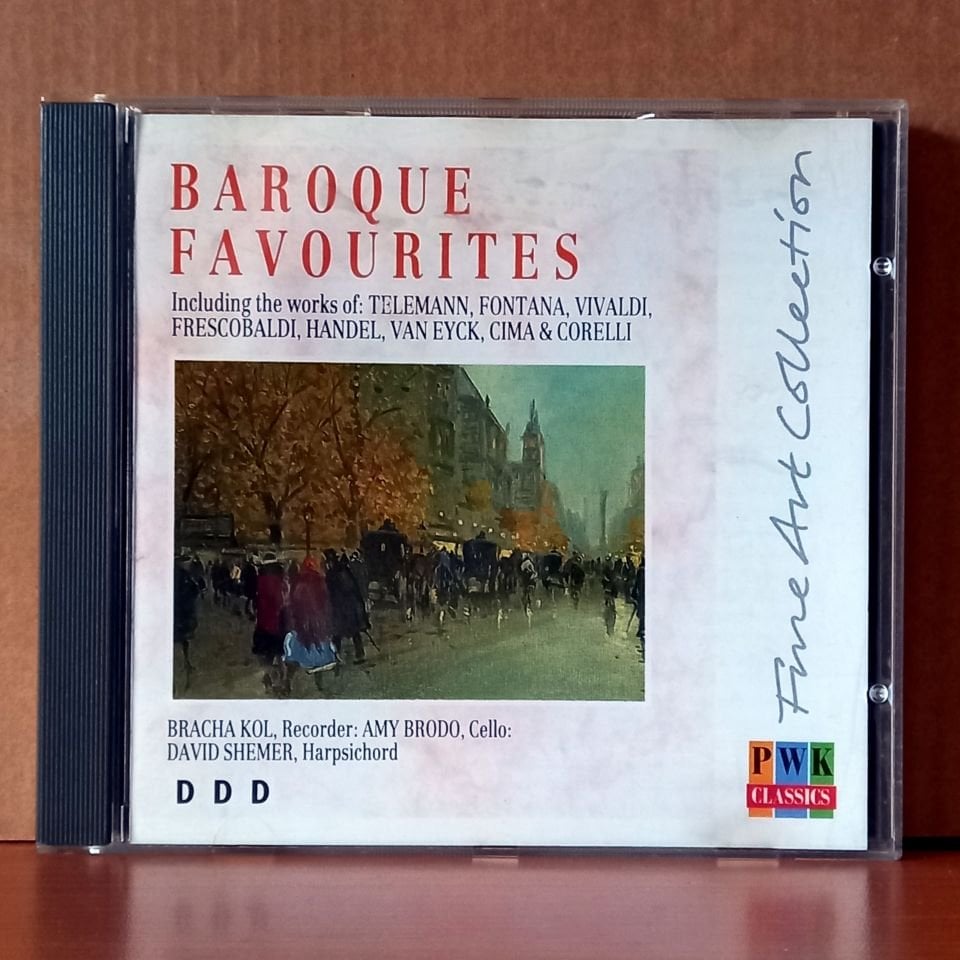 BAROQUE
FAVOURITES
Including the works of: TELEMANN, FONTANA, VIVALDI,
FRESCOBALDI, HANDEL, VAN EYCK, CIMA & CORELLI
Fine Art Collection
BRACHA KOL, Recorder: AMY BRODO, Cello:
DAVID SHEMER, Harpsichord
D D D
PWK
CLASSICS